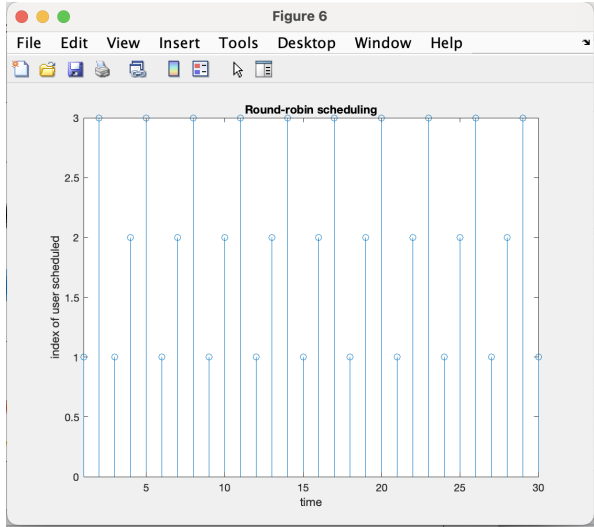 Figure 6
File Edit View Insert Tools Desktop Window Help
Round-robin scheduling
3
2.5
2
1.5
1
0.5
0
index of user scheduled
5 10 15 20 25 30
time